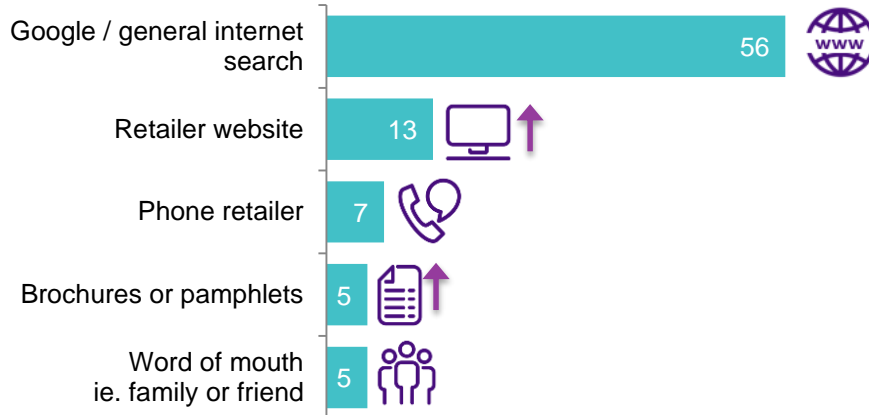 Google / general internet
search
56
www
Retailer website
13
Phone retailer
7
Brochures or pamphlets
5
Word of mouth
ie. family or friend
5